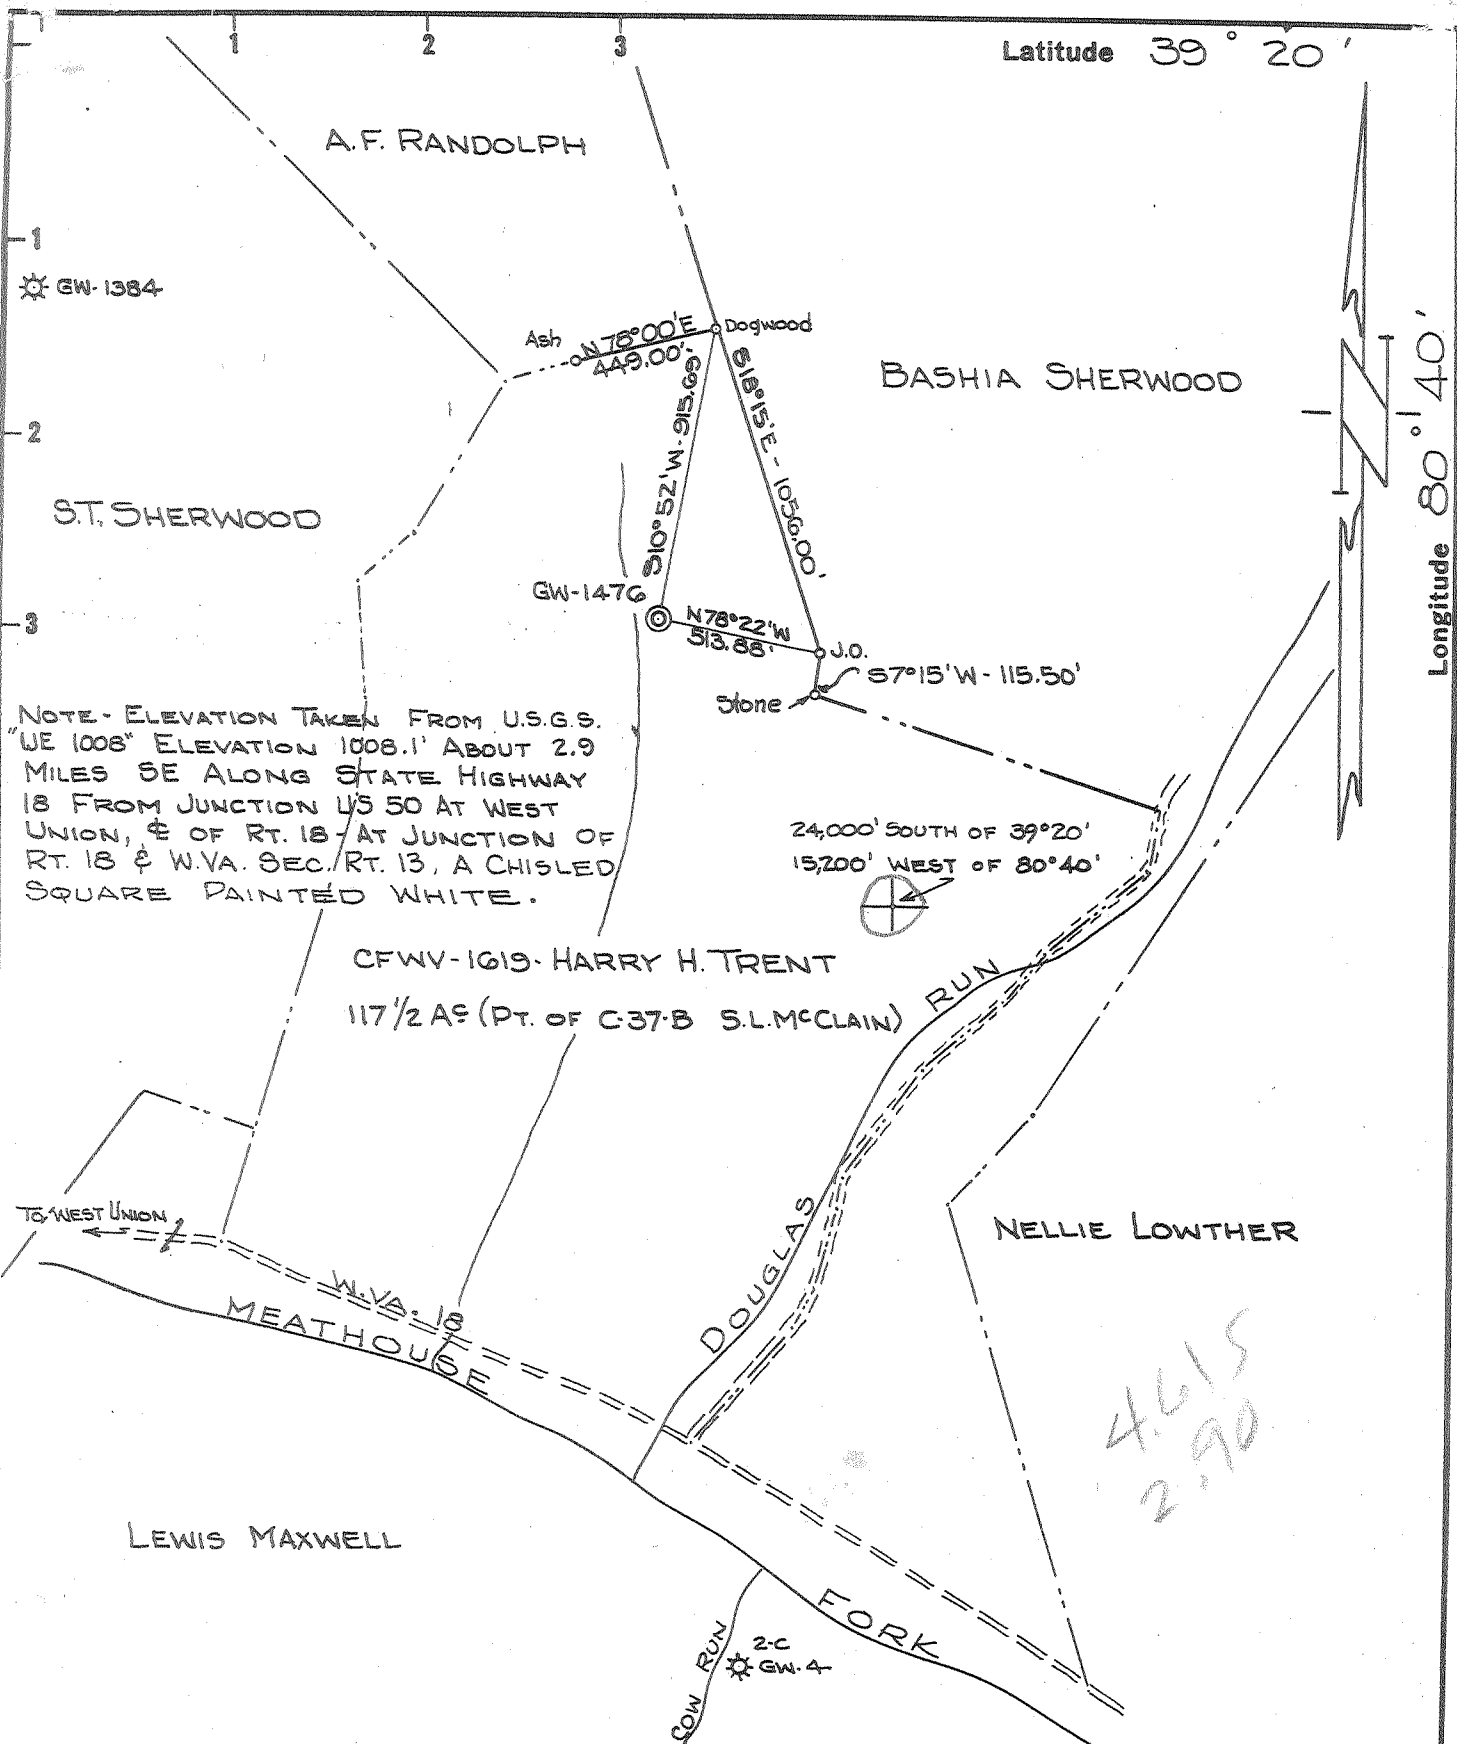 1 2 3
Latitude 39° 20'
A.F. RANDOLPH
1
GW-1384
Ash
N 78°00'E
449.00'
Dogwood
BASHIA SHERWOOD
Longitude 80° 40'
2
S10°52'W-915.69'
S18°15'E-1056.00'
S.T. SHERWOOD
GW-1476
3
N78°22'W
513.88'
J.O.
S7°15'W-115.50'
Stone
NOTE- ELEVATION TAKEN FROM U.S.G.S.
"WE 1008" ELEVATION 1008.1' ABOUT 2.9
MILES SE ALONG STATE HIGHWAY
18 FROM JUNCTION US 50 AT WEST
UNION, ℄ OF RT. 18-AT JUNCTION OF
RT. 18 & W.VA. SEC. RT. 13, A CHISLED
SQUARE PAINTED WHITE.
24,000' SOUTH OF 39°20'
15,200' WEST OF 80°40'
CFWV-1619-HARRY H. TRENT
117 1/2 Ac (PT. OF C-37-B S.L.McCLAIN)
DOUGLAS RUN
TO WEST UNION
NELLIE LOWTHER
W.VA. 18
MEATHOUSE FORK
4.615
2.90
LEWIS MAXWELL
COW RUN
2-C
GW-4